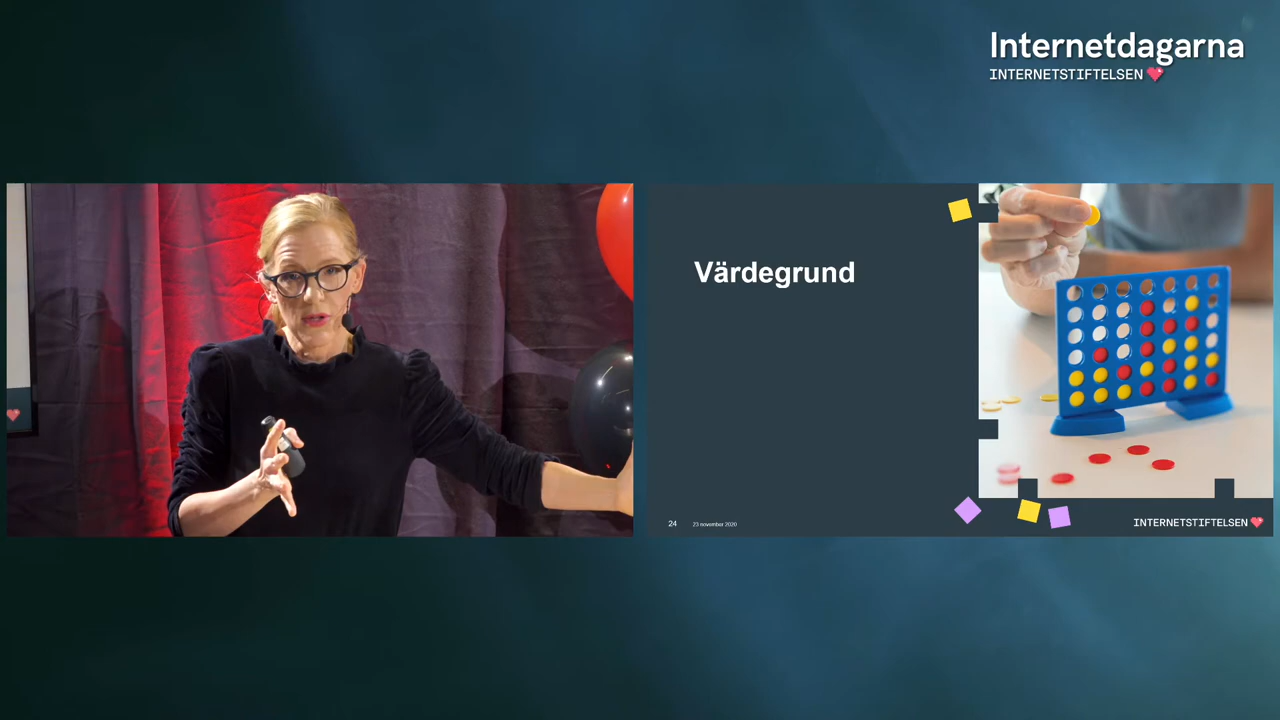 Internetdagarna
INTERNETSTIFTELSEN
Värdegrund
24 23 november 2020
INTERNETSTIFTELSEN